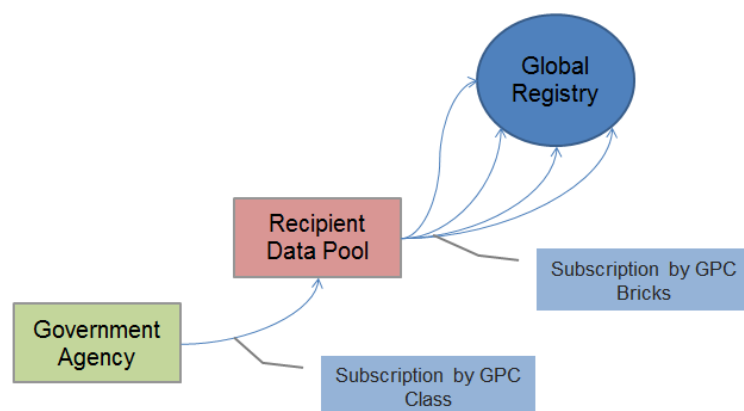 Global
Registry
Recipient
Data Pool
Subscription by GPC
Bricks
Government
Agency
Subscription by GPC
Class